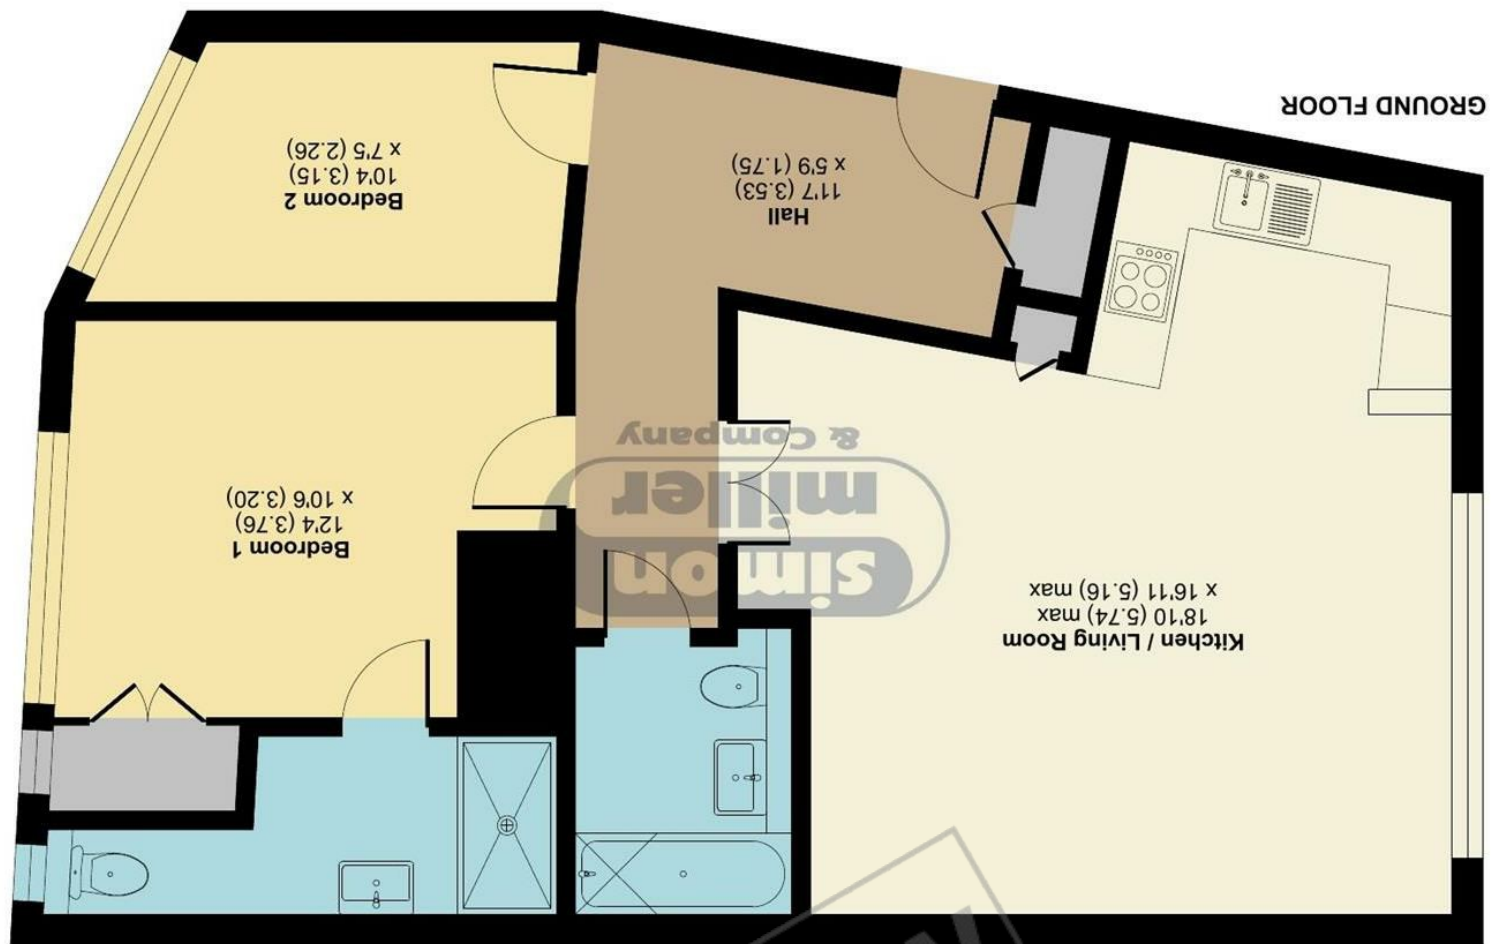 Kitchen / Living Room
18'10 (5.74) max
x 16'11 (5.16) max
Bedroom 1
12'4 (3.76)
x 10'6 (3.20)
simon
miller
& Company
Hall
11'7 (3.53)
x 5'9 (1.75)
Bedroom 2
10'4 (3.15)
x 7'5 (2.26)
GROUND FLOOR